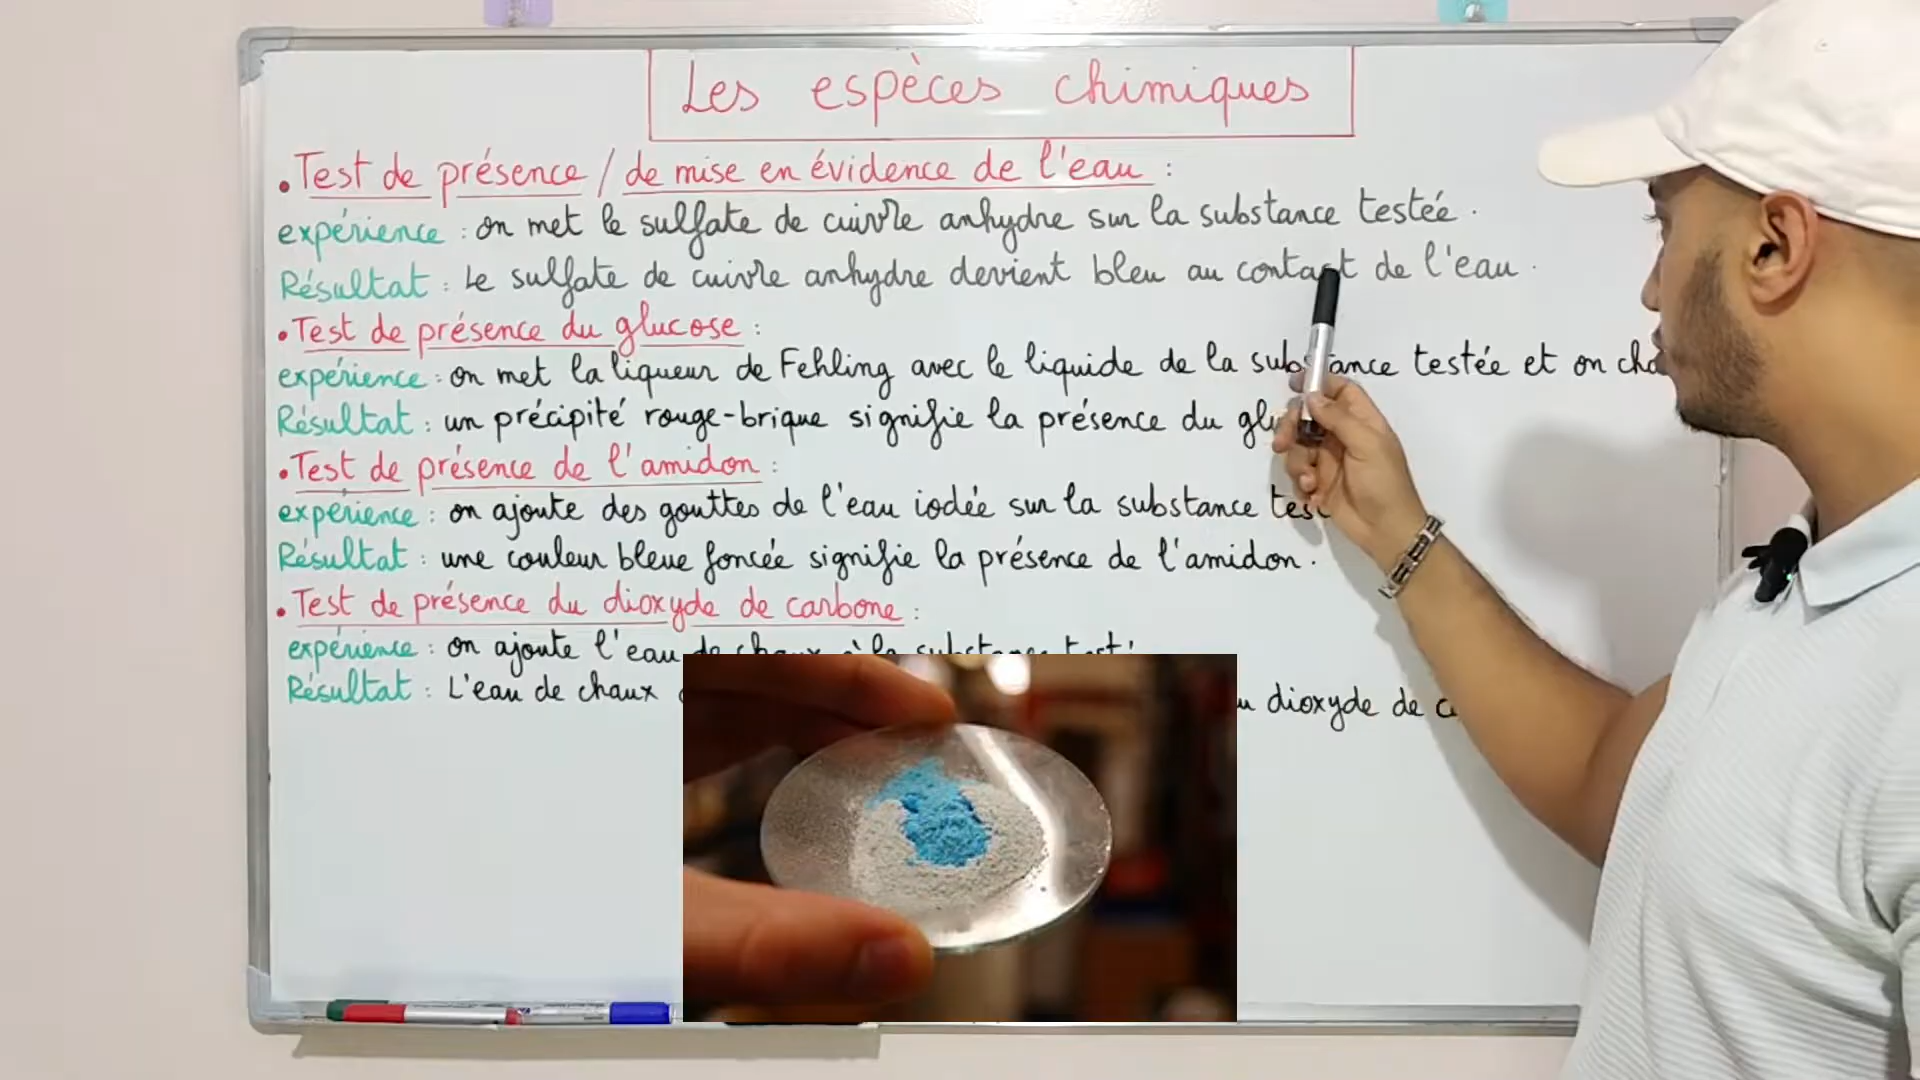 Les espèces chimiques
• Test de présence / de mise en évidence de l'eau :
expérience : on met le sulfate de cuivre anhydre sur la substance testée.
Résultat : Le sulfate de cuivre anhydre devient bleu au contact de l'eau.
• Test de présence du glucose :
expérience : on met la liqueur de Fehling avec le liquide de la substance testée et on
Résultat : un précipité rouge-brique signifie la présence du
• Test de présence de l'amidon :
expérience : on ajoute des gouttes de l'eau iodée sur la substance
Résultat : une couleur bleue foncée signifie la présence de l'amidon.
• Test de présence du dioxyde de carbone :
expérience : on ajoute l'eau de chaux à la substance
Résultat : L'eau de chaux dioxyde de